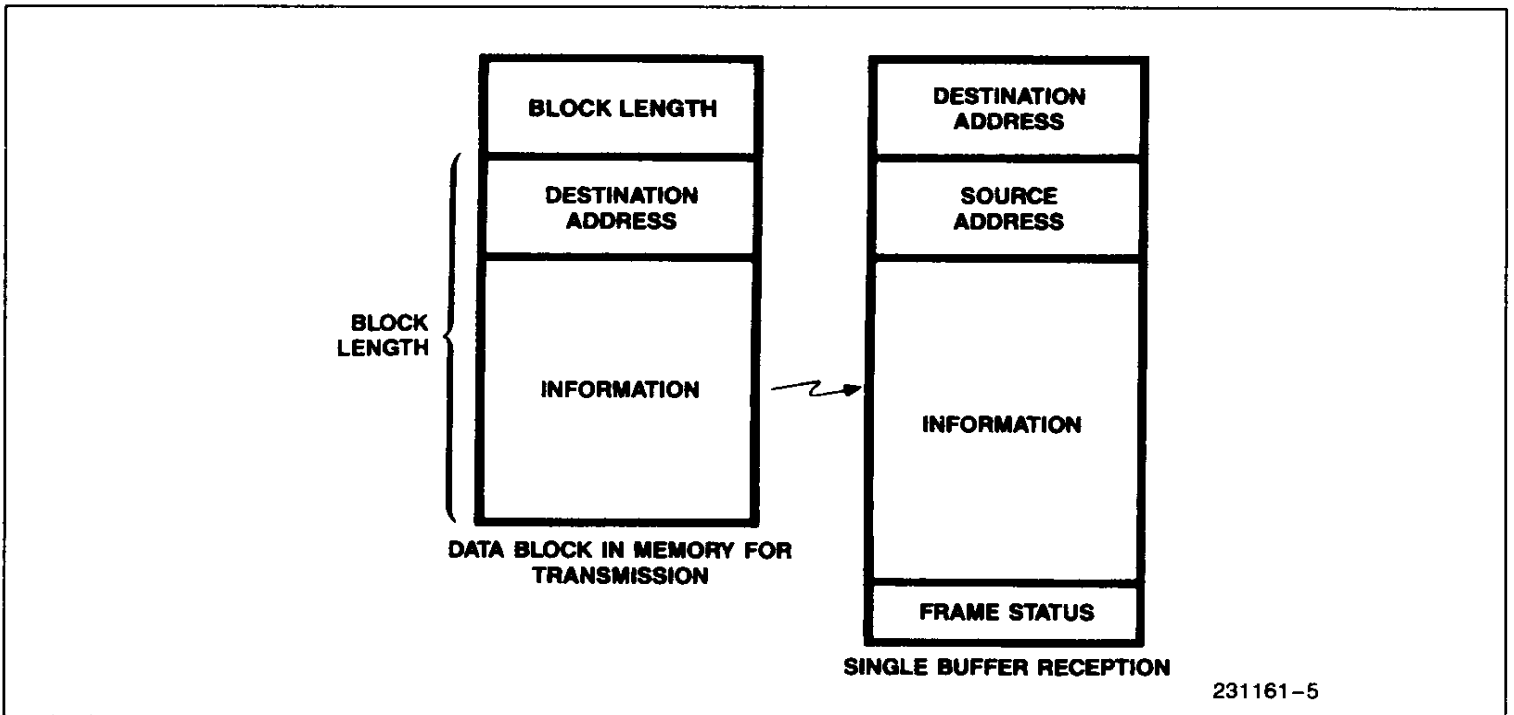 BLOCK LENGTH
DESTINATION
ADDRESS
INFORMATION
BLOCK
LENGTH
DATA BLOCK IN MEMORY FOR
TRANSMISSION
DESTINATION
ADDRESS
SOURCE
ADDRESS
INFORMATION
FRAME STATUS
SINGLE BUFFER RECEPTION
231161–5